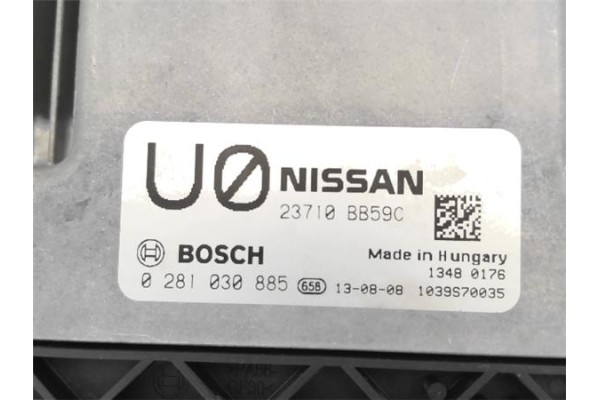 U0 NISSAN
23710 BB59C
BOSCH
Made in Hungary
1348 0176
0 281 030 885 658 13-08-08 1039S70035